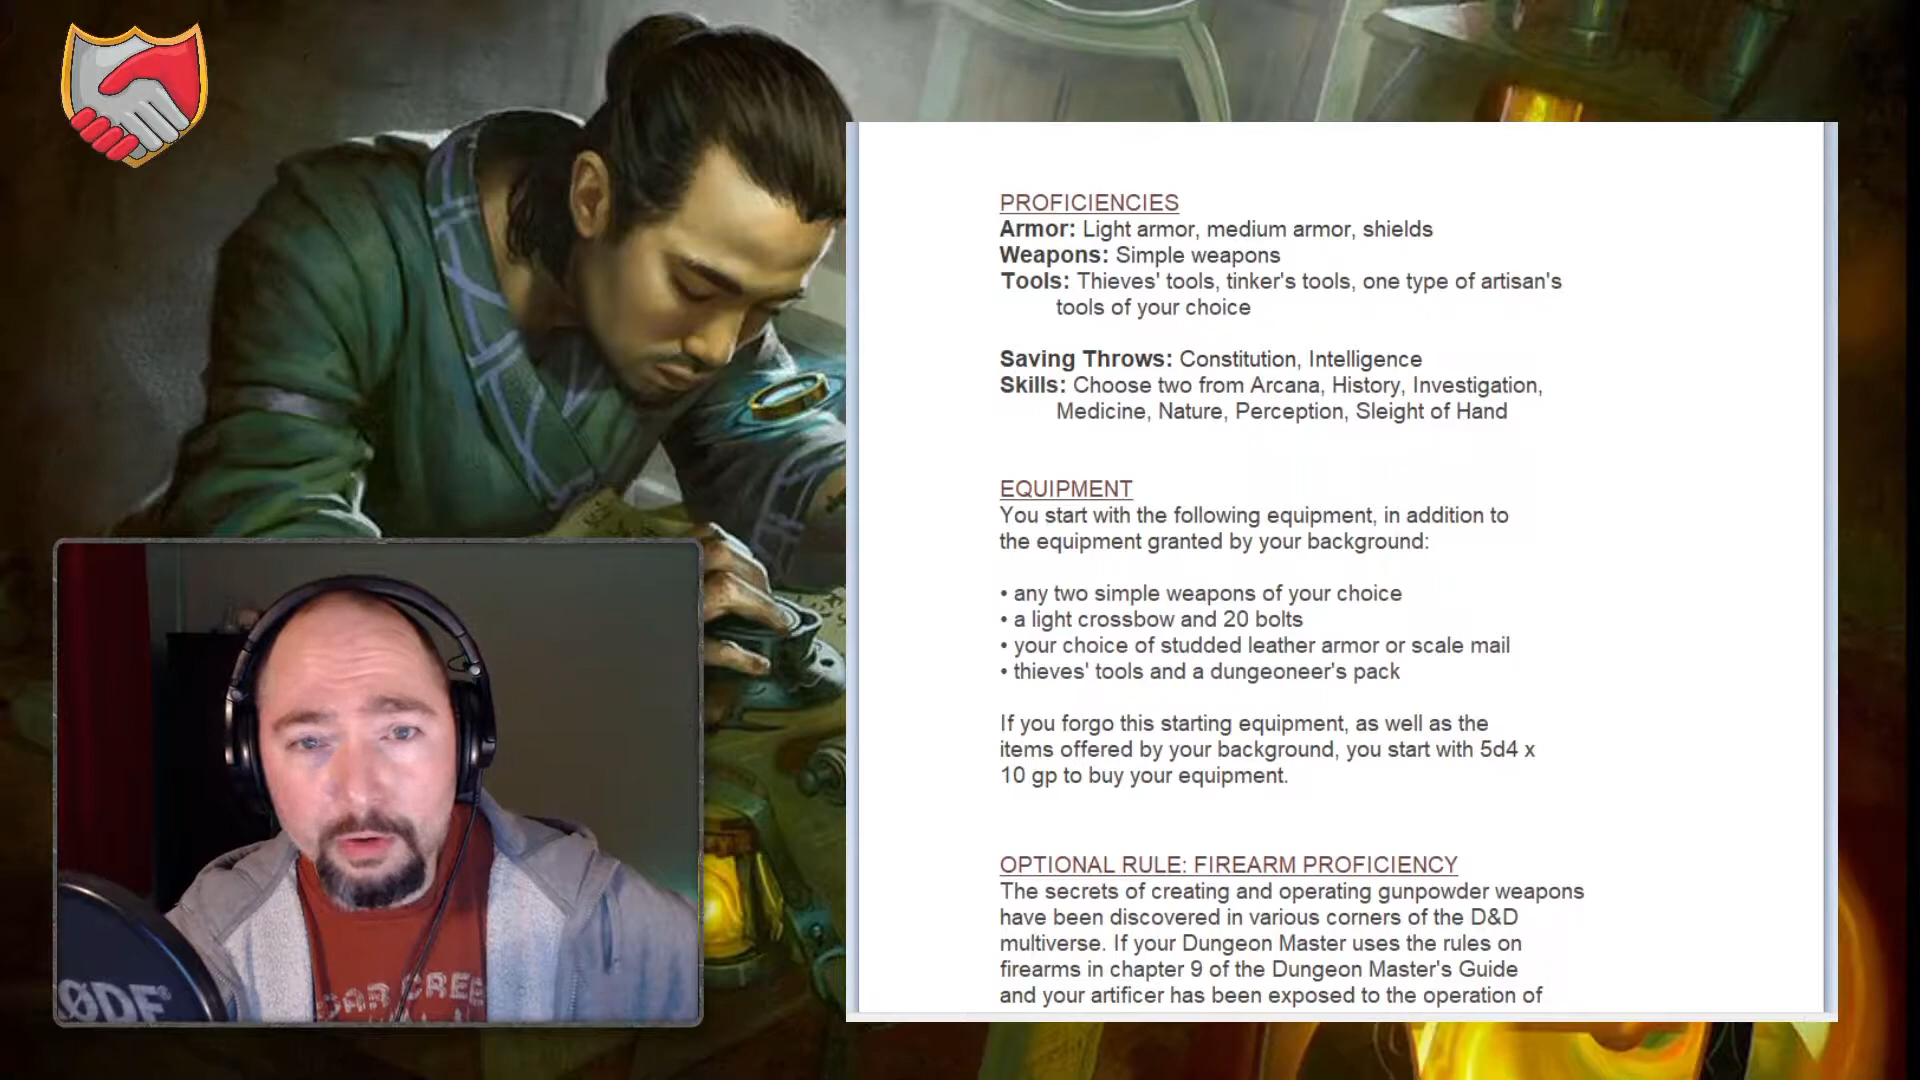 PROFICIENCIES
Armor: Light armor, medium armor, shields
Weapons: Simple weapons
Tools: Thieves' tools, tinker's tools, one type of artisan's
tools of your choice
Saving Throws: Constitution, Intelligence
Skills: Choose two from Arcana, History, Investigation,
Medicine, Nature, Perception, Sleight of Hand
EQUIPMENT
You start with the following equipment, in addition to
the equipment granted by your background:
• any two simple weapons of your choice
• a light crossbow and 20 bolts
• your choice of studded leather armor or scale mail
• thieves' tools and a dungeoneer's pack
If you forgo this starting equipment, as well as the
items offered by your background, you start with 5d4 x
10 gp to buy your equipment.
OPTIONAL RULE: FIREARM PROFICIENCY
The secrets of creating and operating gunpowder weapons
have been discovered in various corners of the D&D
multiverse. If your Dungeon Master uses the rules on
firearms in chapter 9 of the Dungeon Master's Guide
and your artificer has been exposed to the operation of
RØDE